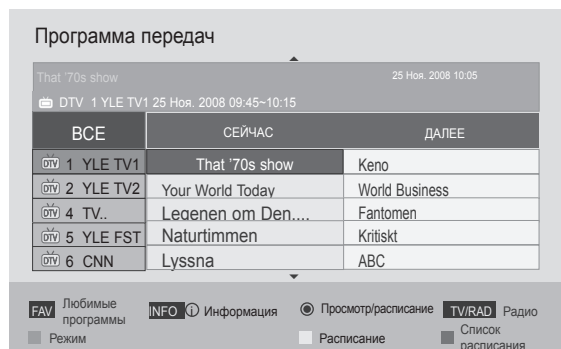 Программа передач
That '70s show 25 Ноя. 2008 10:05
DTV 1 YLE TV1 25 Ноя. 2008 09:45~10:15
ВСЕ СЕЙЧАС ДАЛЕЕ
DTV 1 YLE TV1 That '70s show Keno
DTV 2 YLE TV2 Your World Today World Business
DTV 4 TV.. Legenen om Den.... Fantomen
DTV 5 YLE FST Naturtimmen Kritiskt
DTV 6 CNN Lyssna ABC
FAV Любимые программы INFO i Информация Просмотр/расписание TV/RAD Радио
Режим Расписание Список расписания